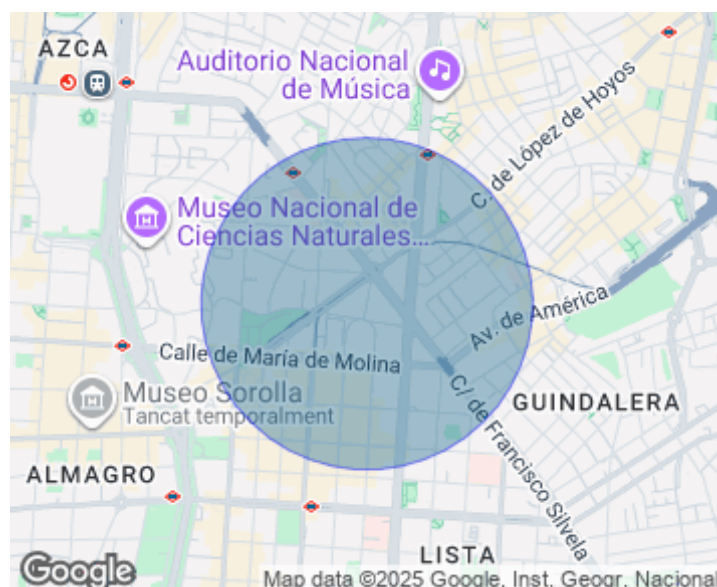 AZCA
Auditorio Nacional
de Música
C. de López de Hoyos
Museo Nacional de
Ciencias Naturales...
Av. de América
Calle de María de Molina
Museo Sorolla
Tancat temporalment
C/ de Francisco Silvela
GUINDALERA
ALMAGRO
LISTA
Google
Map data ©2025 Google, Inst. Geogr. Nacional